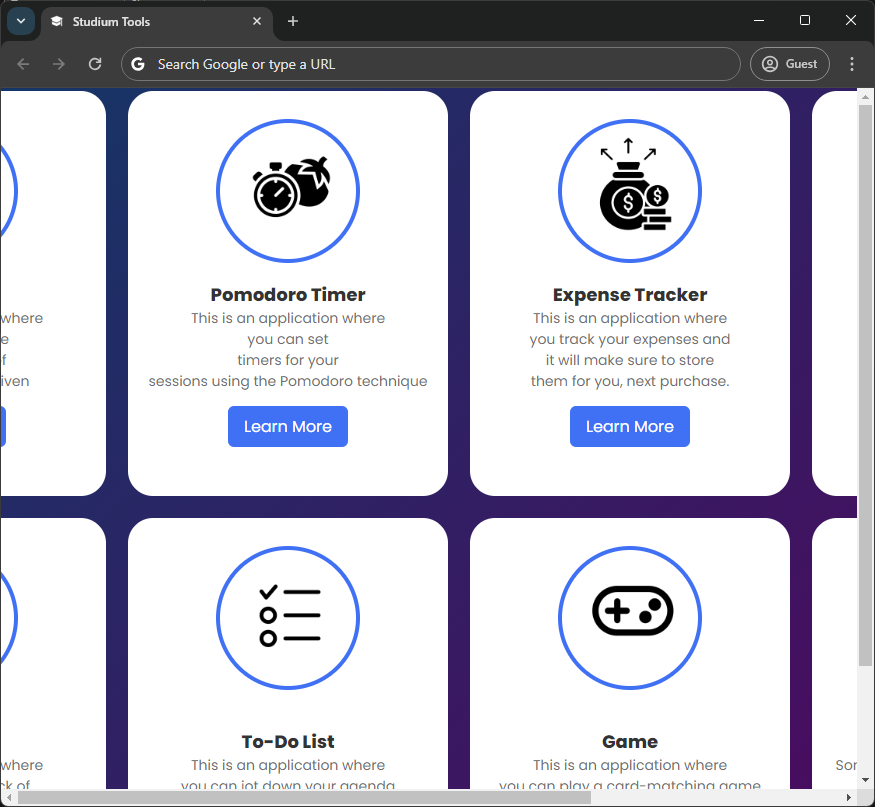 Studium Tools
Search Google or type a URL
Guest
where
e
f
iven
Pomodoro Timer
This is an application where
you can set
timers for your
sessions using the Pomodoro technique
Learn More
$
$
Expense Tracker
This is an application where
you track your expenses and
it will make sure to store
them for you, next purchase.
Learn More
where
ck of
To-Do List
This is an application where
you can jot down your agenda
Game
This is an application where
you can play a card-matching game
Sor